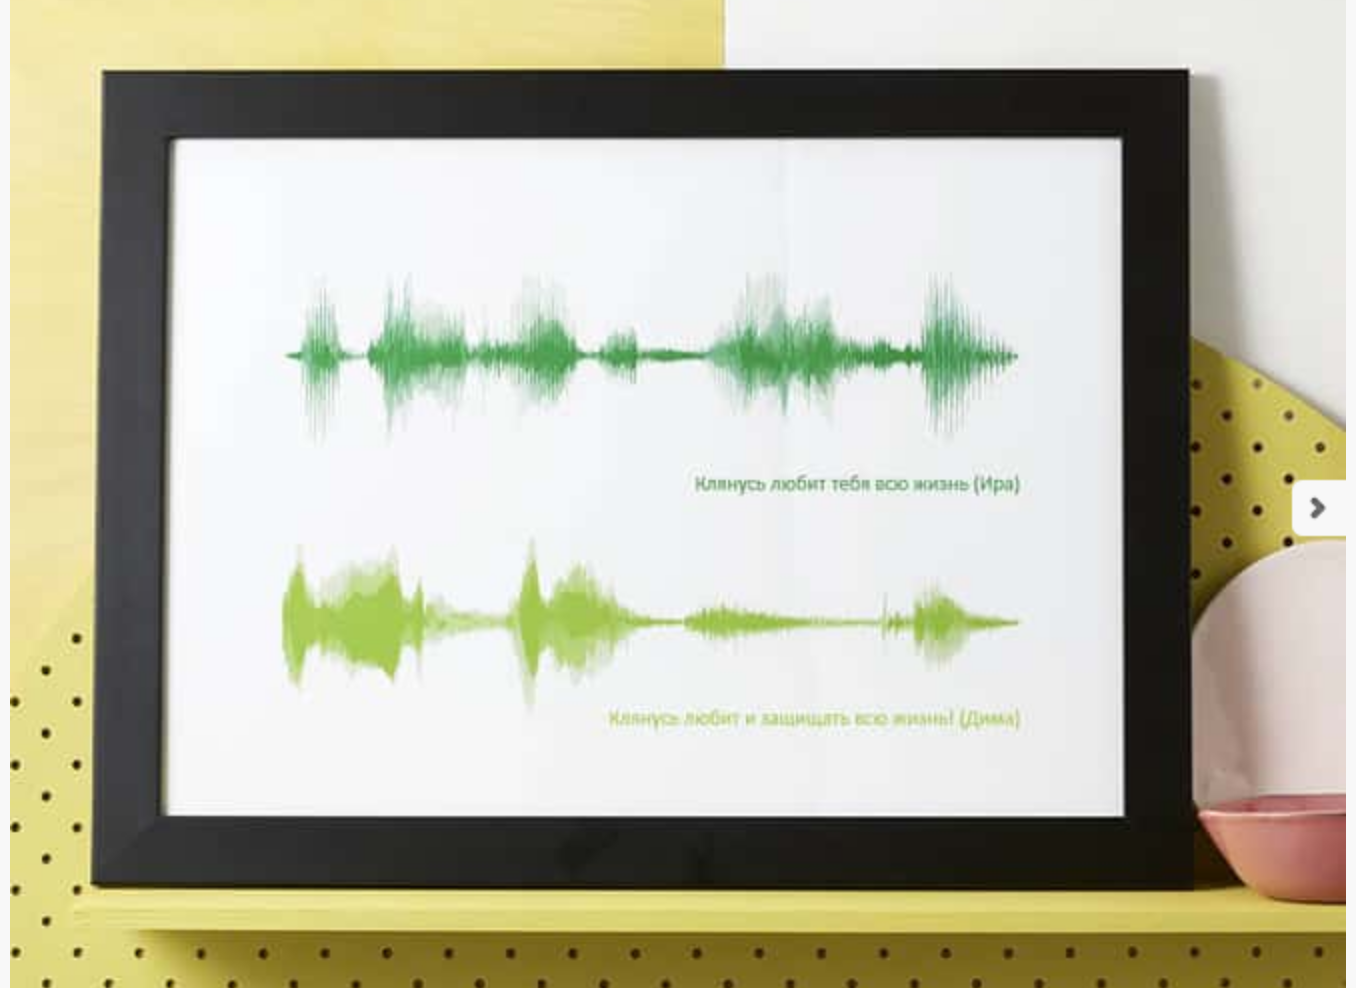 Клянусь любит тебя всю жизнь (Ира)
Клянусь любит и защищать всю жизнь! (Дима)